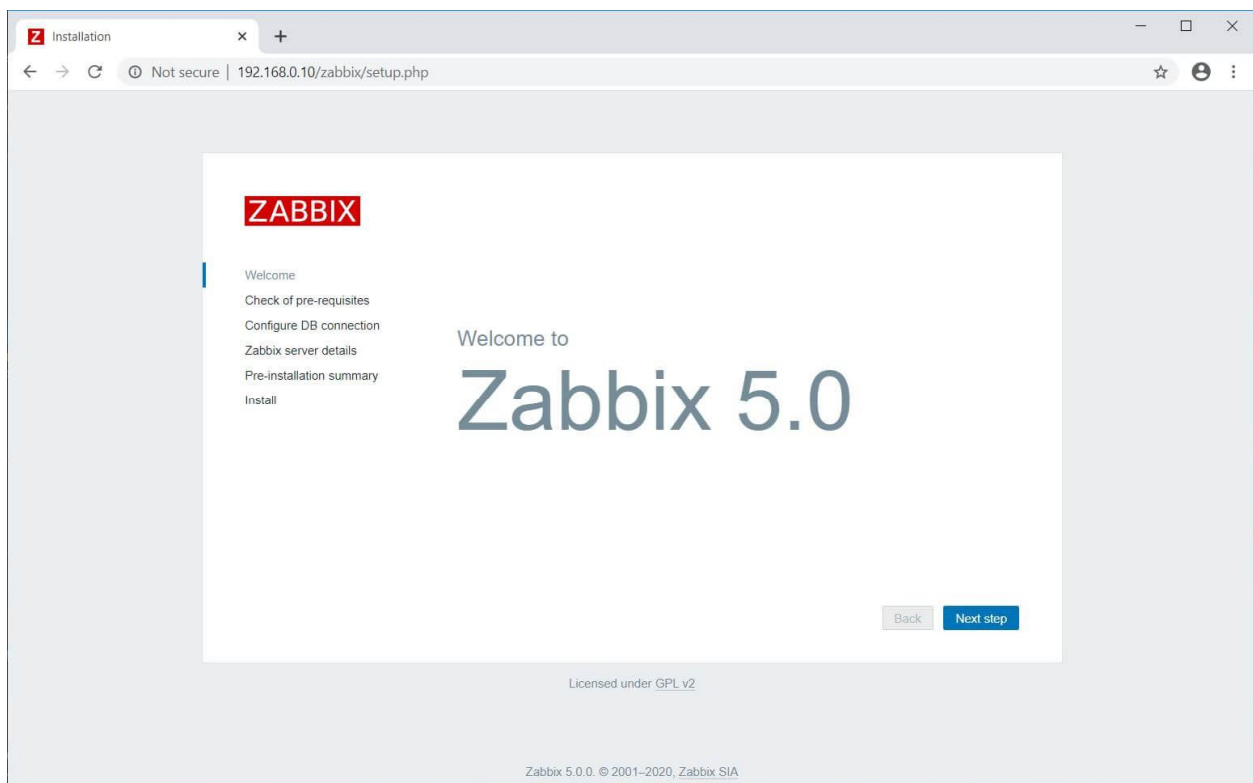 Z Installation
Not secure | 192.168.0.10/zabbix/setup.php
ZABBIX
Welcome
Check of pre-requisites
Configure DB connection
Zabbix server details
Pre-installation summary
Install
Welcome to
Zabbix 5.0
Back Next step
Licensed under GPL v2
Zabbix 5.0.0. © 2001–2020, Zabbix SIA